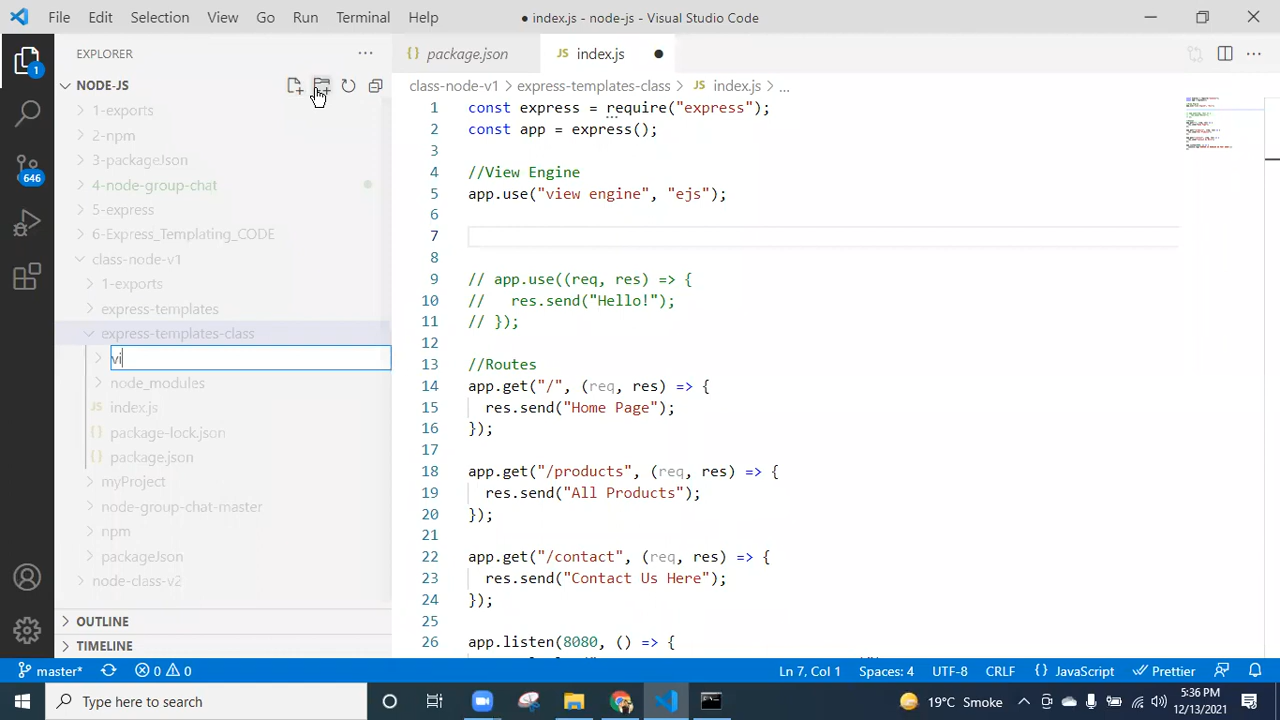 File Edit Selection View Go Run Terminal Help
● index.js - node-js - Visual Studio Code
EXPLORER
{} package.json
JS index.js
1
NODE-JS
class-node-v1 > express-templates-class > JS index.js > ...
1-exports
2-npm
3-packageJson
4-node-group-chat
5-express
6-Express_Templating_CODE
class-node-v1
1-exports
express-templates
express-templates-class
vi
node_modules
JS index.js
{} package-lock.json
{} package.json
myProject
node-group-chat-master
npm
packageJson
node-class-v2
OUTLINE
TIMELINE
646
1 const express = require("express");
2 const app = express();
3
4 //View Engine
5 app.use("view engine", "ejs");
6
7
8
9 // app.use((req, res) => {
10 //   res.send("Hello!");
11 // });
12
13 //Routes
14 app.get("/", (req, res) => {
15   res.send("Home Page");
16 });
17
18 app.get("/products", (req, res) => {
19   res.send("All Products");
20 });
21
22 app.get("/contact", (req, res) => {
23   res.send("Contact Us Here");
24 });
25
26 app.listen(8080, () => {
master* 0 0 Ln 7, Col 1 Spaces: 4 UTF-8 CRLF {} JavaScript Prettier
Type here to search
19°C Smoke
5:36 PM
12/13/2021